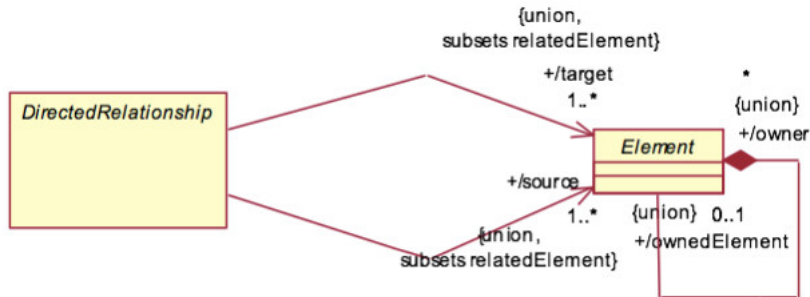 {union,
subsets relatedElement}
+/target
1..*
*
{union}
+/owner
DirectedRelationship
Element
+/source
1..*
{union}
0..1
+/ownedElement
{union,
subsets relatedElement}